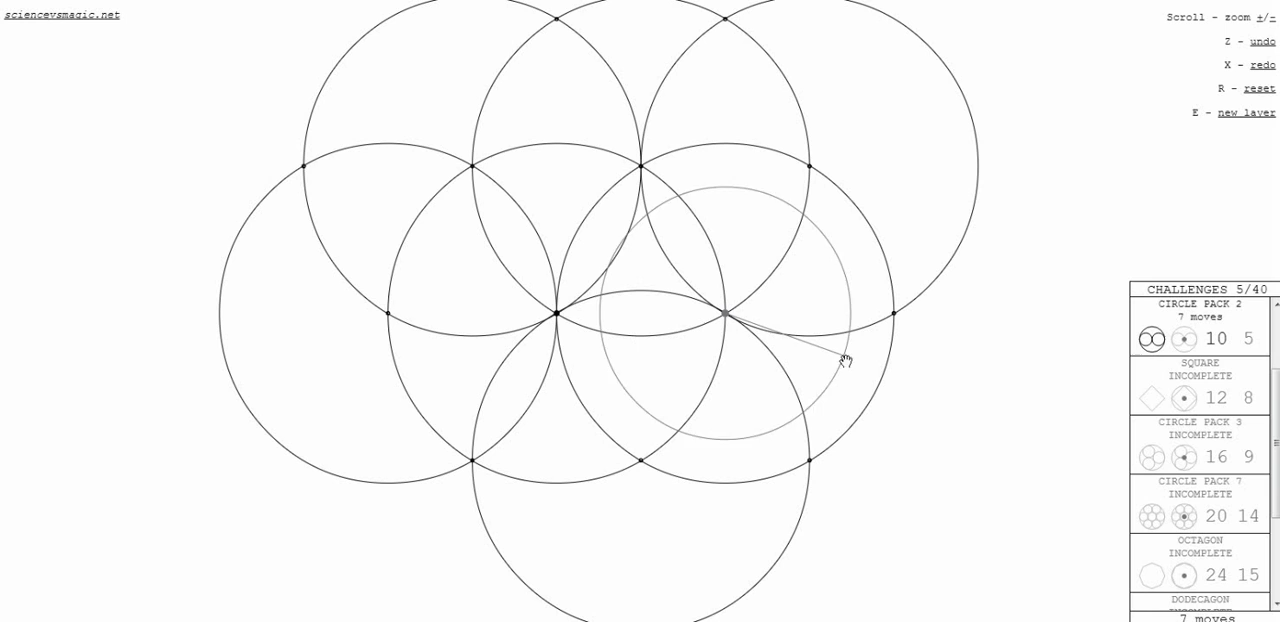 sciencevsmagic.net
Scroll - zoom +/-
Z - undo
X - redo
R - reset
E - new layer
CHALLENGES 5/40
CIRCLE PACK 2
7 moves
10 5
SQUARE
INCOMPLETE
12 8
CIRCLE PACK 3
INCOMPLETE
16 9
CIRCLE PACK 7
INCOMPLETE
20 14
OCTAGON
INCOMPLETE
24 15
DODECAGON
7 moves